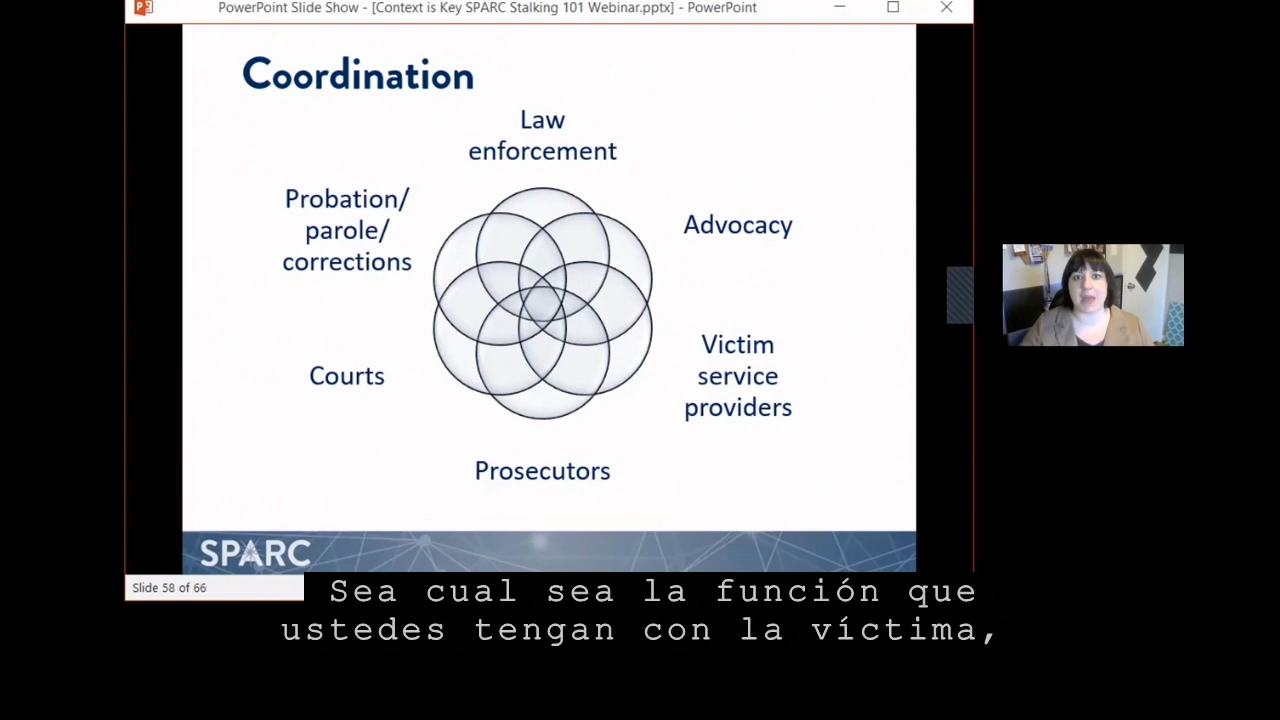 PowerPoint Slide Show - [Context is Key SPARC Stalking 101 Webinar.pptx] - PowerPoint
Coordination
Law
enforcement
Probation/
parole/
corrections
Advocacy
Courts
Victim
service
providers
Prosecutors
SPARC
Slide 58 of 66
Sea cual sea la función que
ustedes tengan con la víctima,